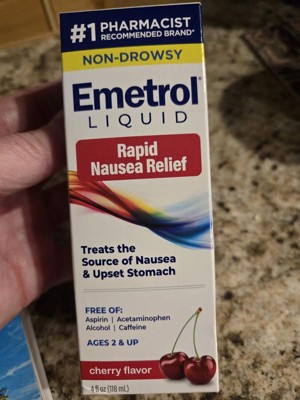 #1 PHARMACIST
RECOMMENDED BRAND*
NON-DROWSY
Emetrol®
LIQUID
Rapid
Nausea Relief
Treats the
Source of Nausea
& Upset Stomach
FREE OF:
Aspirin | Acetaminophen
Alcohol | Caffeine
AGES 2 & UP
cherry flavor
4 fl oz (118 mL)